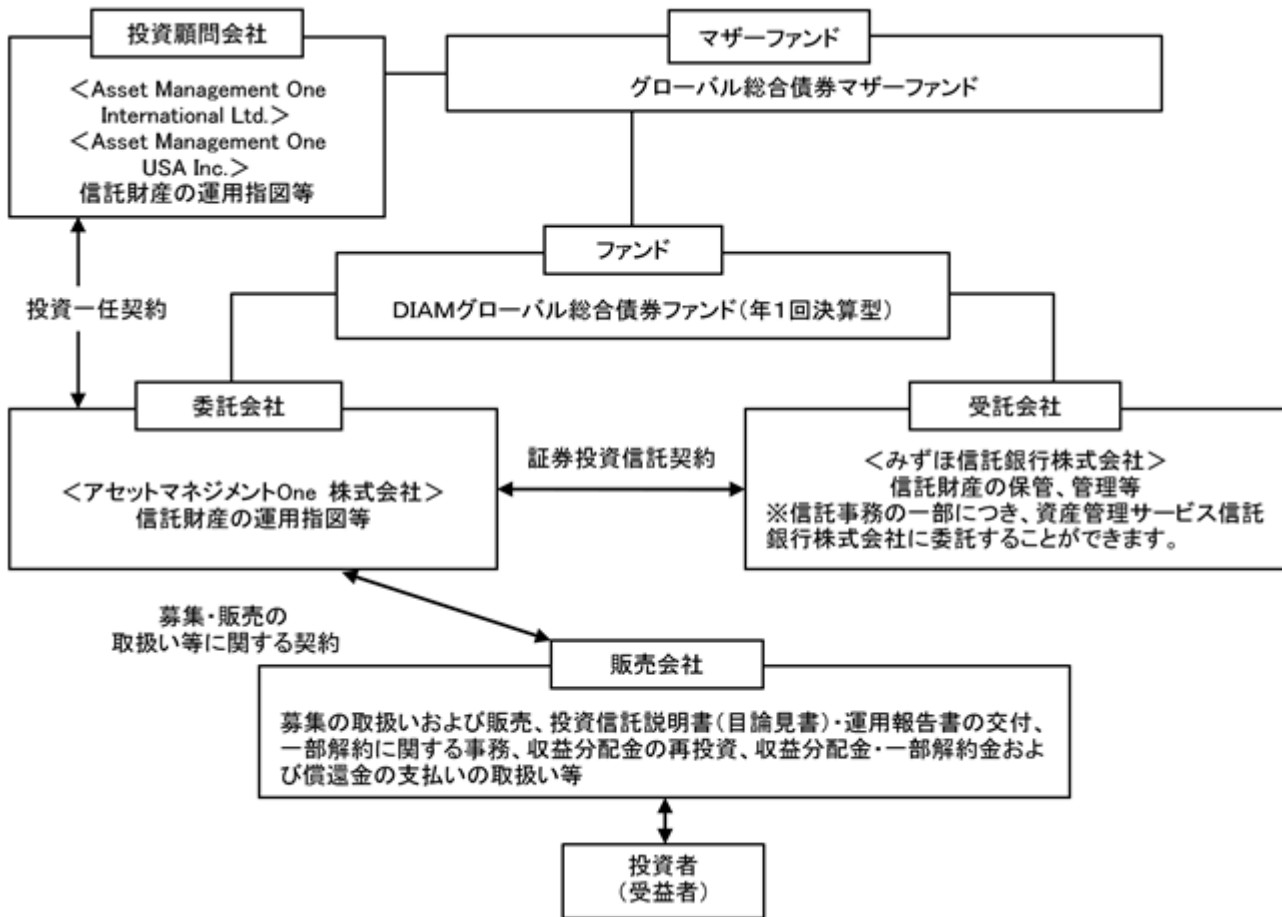 投資顧問会社
＜Asset Management One
International Ltd.＞
＜Asset Management One
USA Inc.＞
信託財産の運用指図等
マザーファンド
グローバル総合債券マザーファンド
ファンド
DIAMグローバル総合債券ファンド(年１回決算型)
投資一任契約
委託会社
＜アセットマネジメントOne 株式会社＞
信託財産の運用指図等
証券投資信託契約
受託会社
＜みずほ信託銀行株式会社＞
信託財産の保管、管理等
※信託事務の一部につき、資産管理サービス信託
銀行株式会社に委託することができます。
募集・販売の
取扱い等に関する契約
販売会社
募集の取扱いおよび販売、投資信託説明書(目論見書)・運用報告書の交付、
一部解約に関する事務、収益分配金の再投資、収益分配金・一部解約金およ
び償還金の支払いの取扱い等
投資者
(受益者)